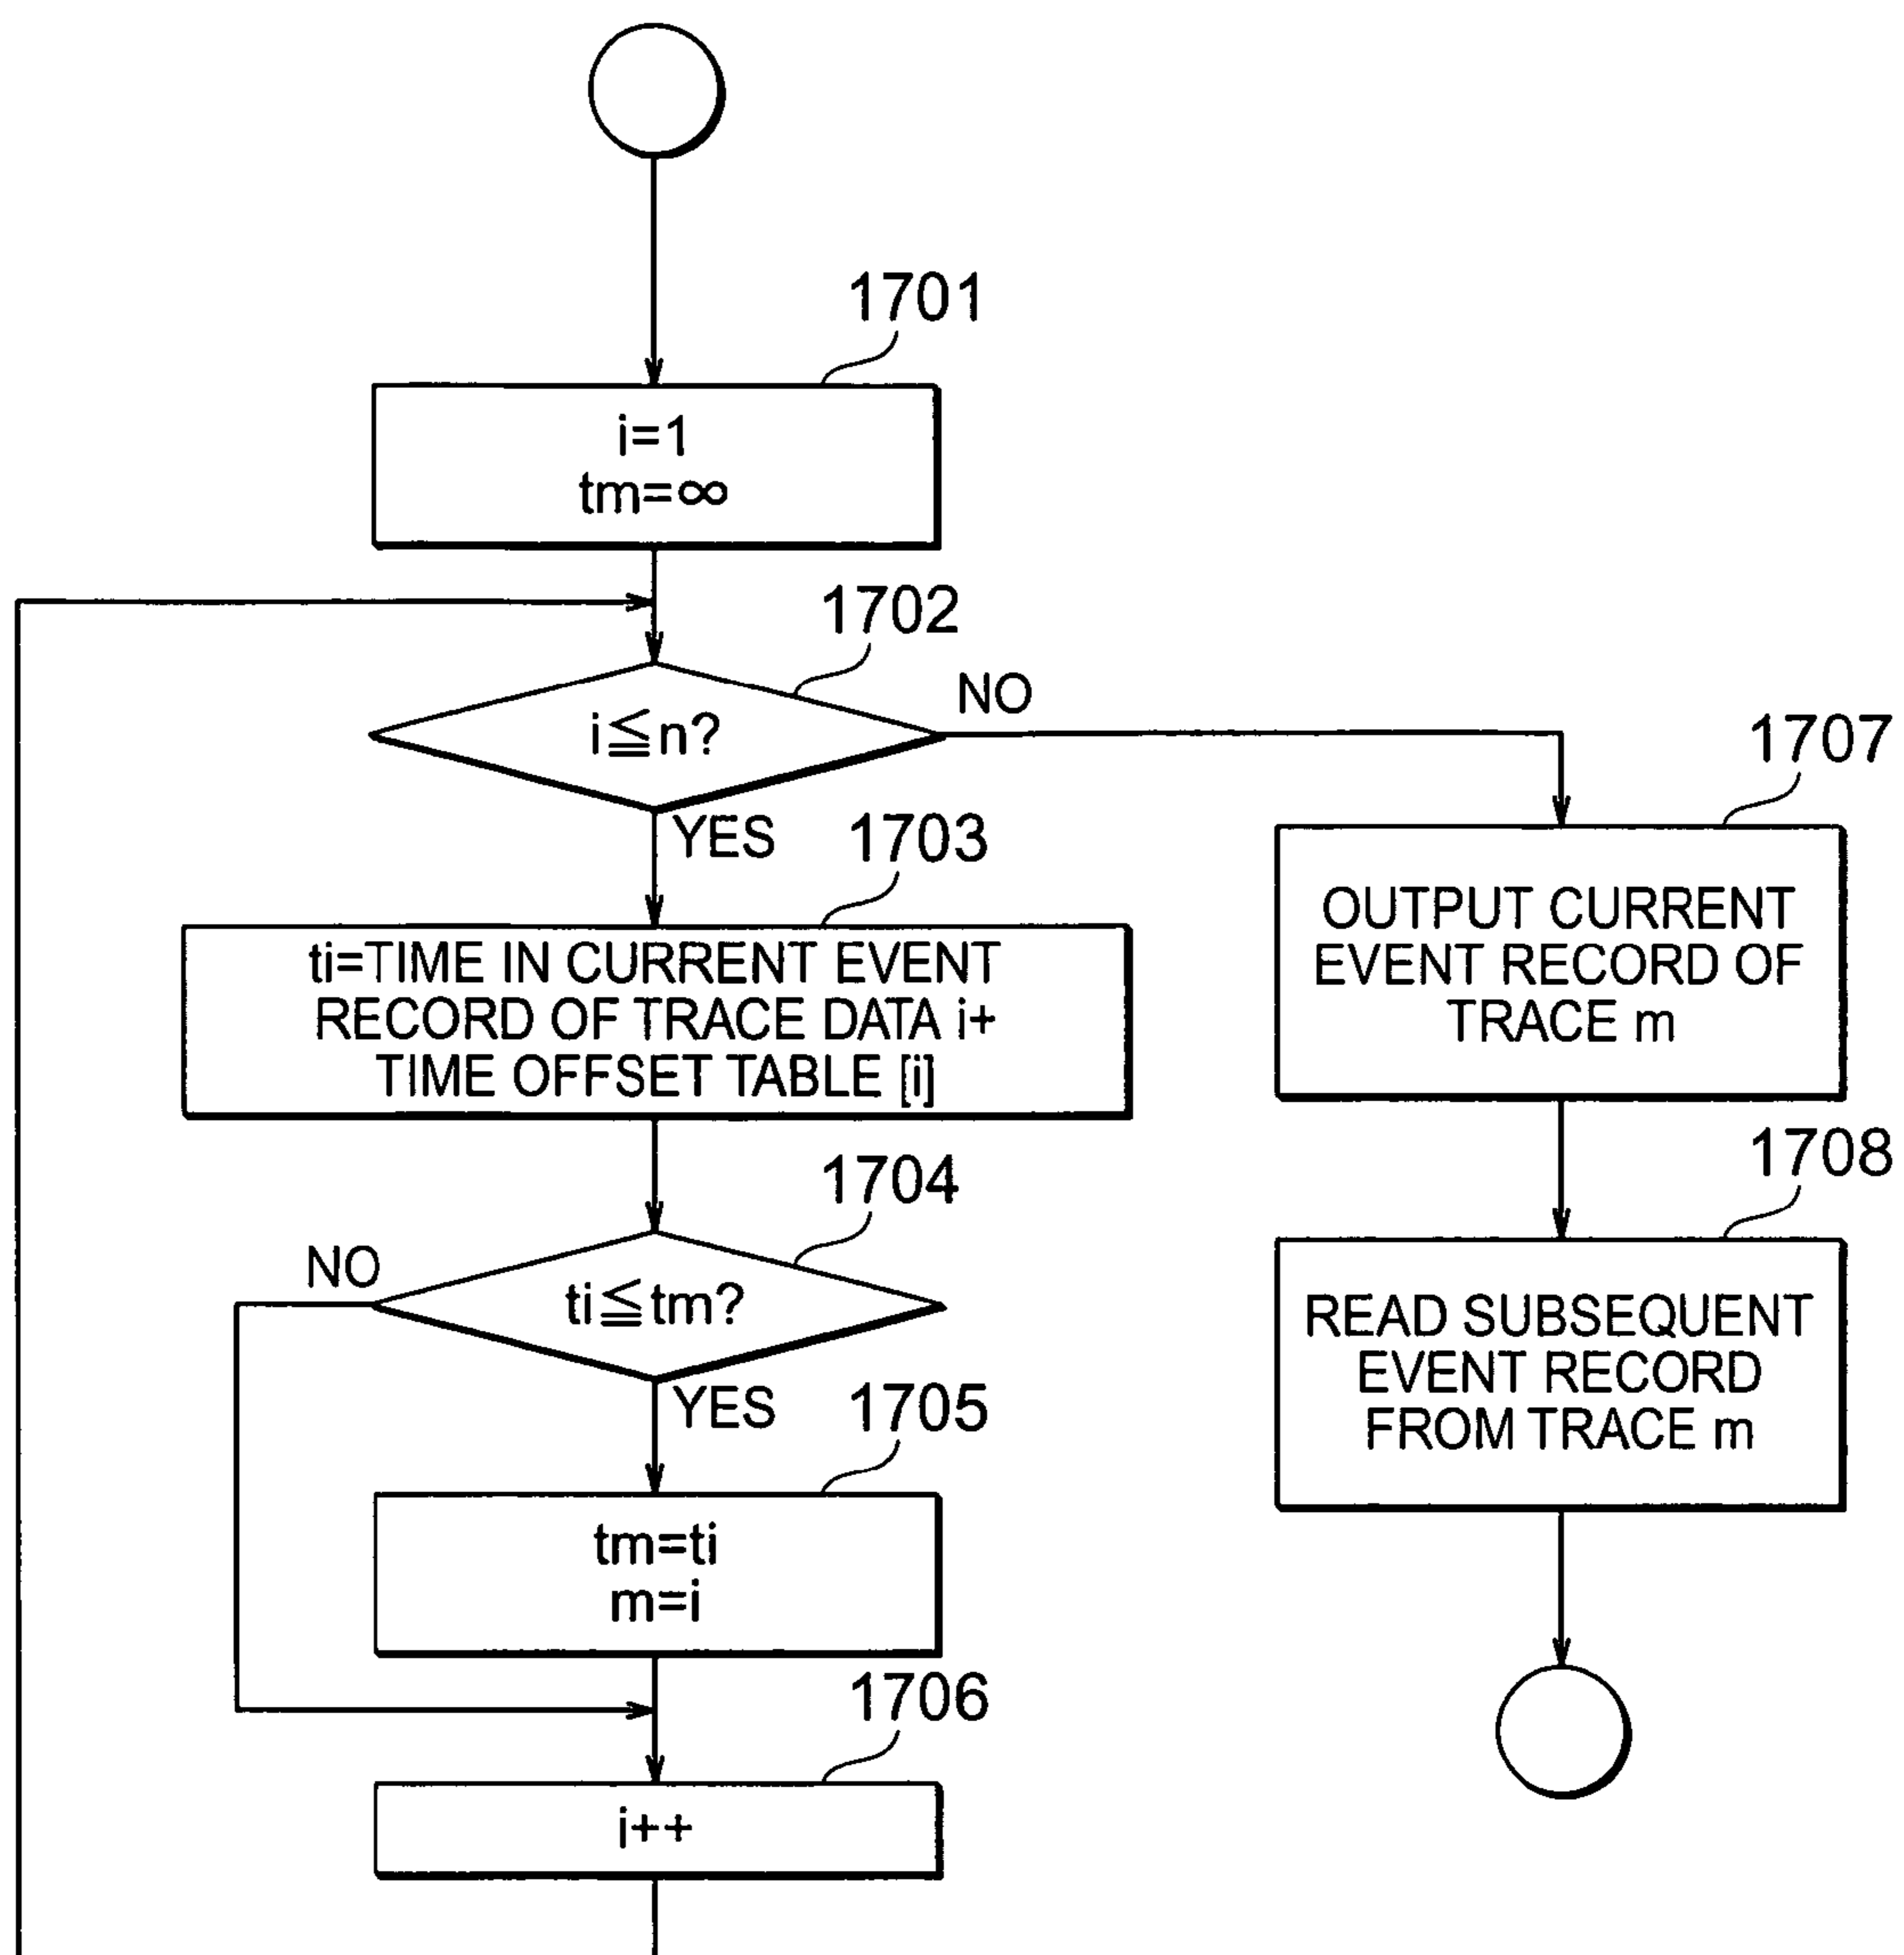 1701
i=1
tm=∞
1702
i≦n?
NO
YES
1703
ti=TIME IN CURRENT EVENT
RECORD OF TRACE DATA i+
TIME OFFSET TABLE [i]
1704
ti≦tm?
NO
YES
1705
tm=ti
m=i
1706
i++
1707
OUTPUT CURRENT
EVENT RECORD OF
TRACE m
1708
READ SUBSEQUENT
EVENT RECORD
FROM TRACE m